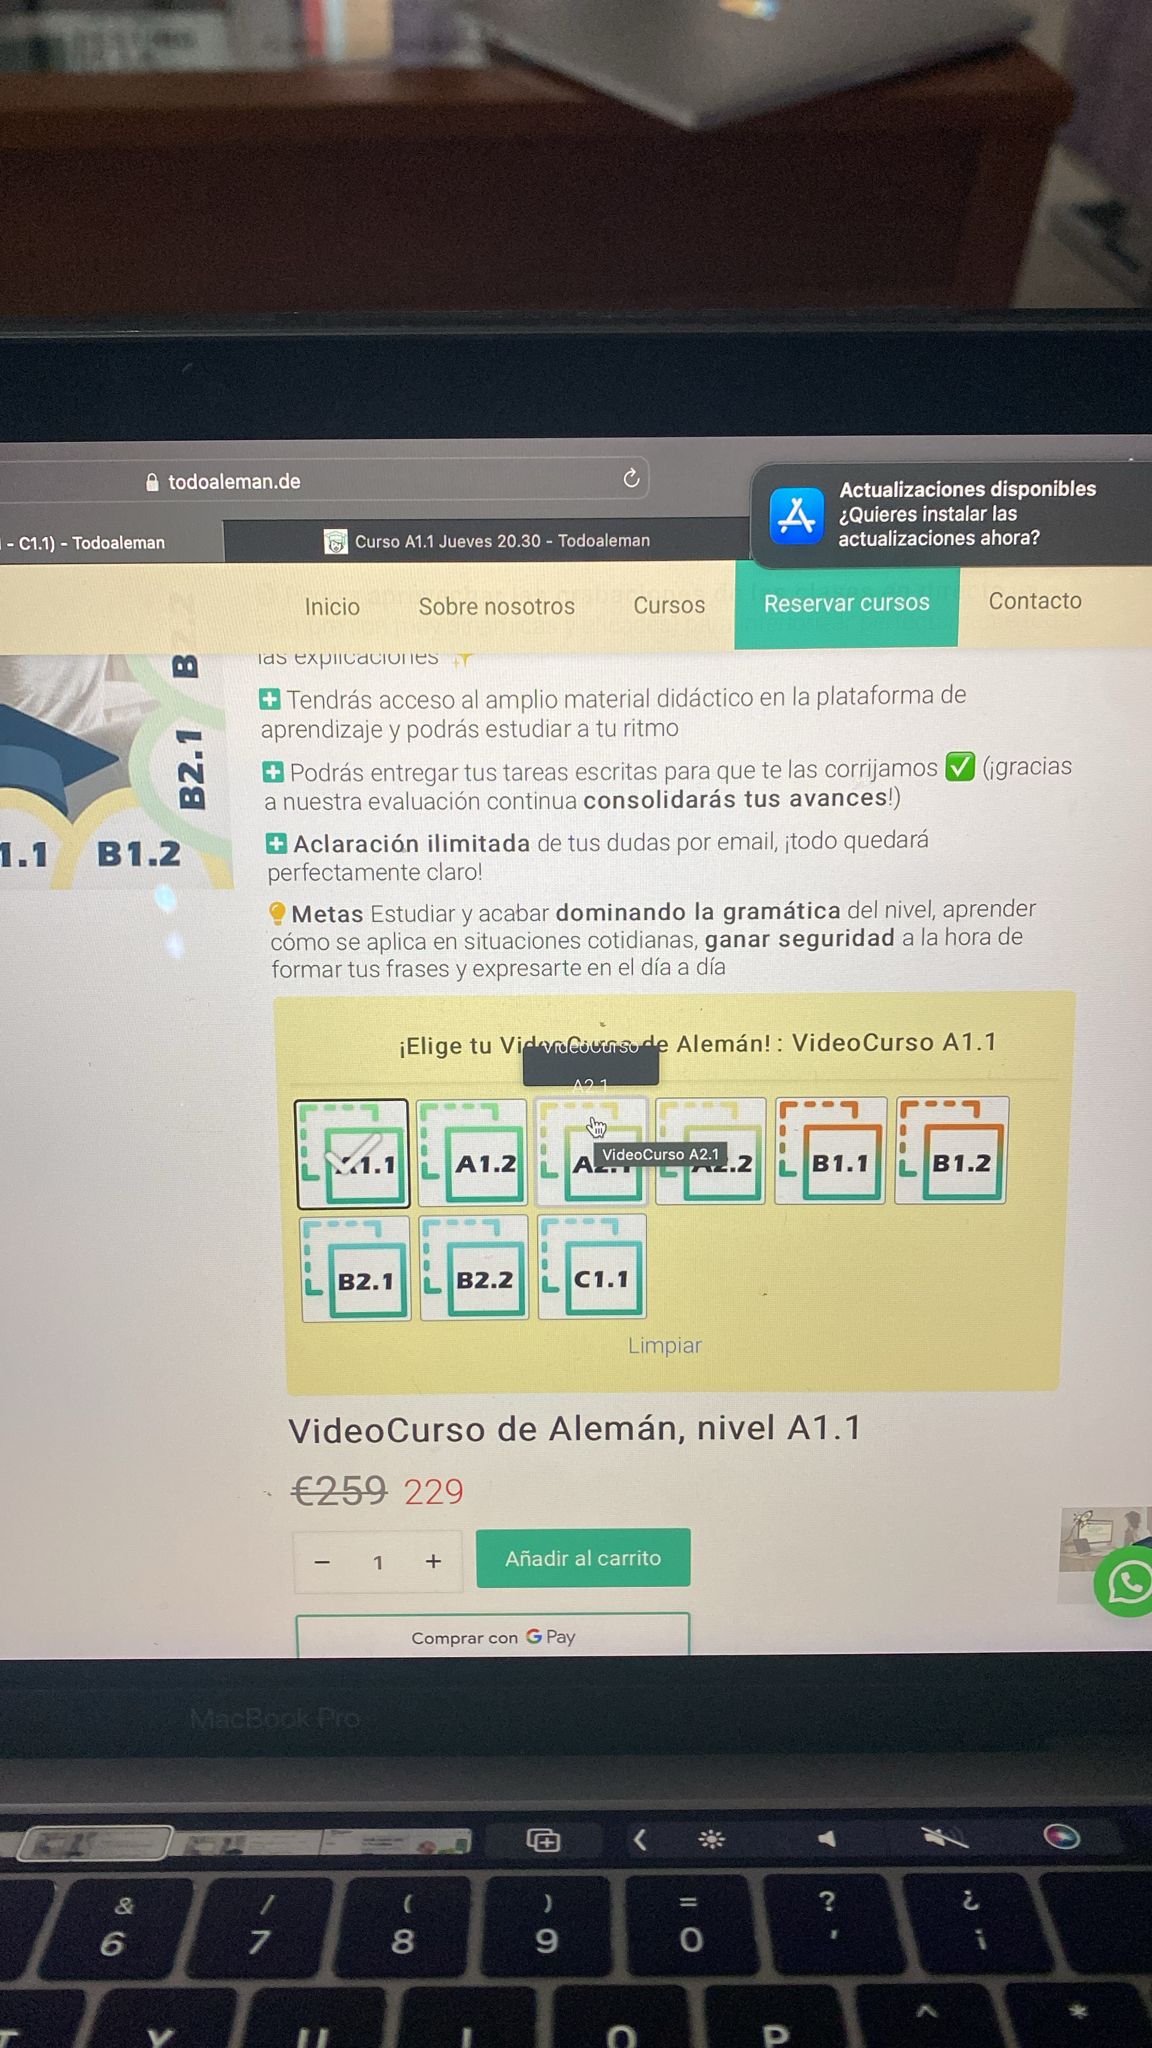 todoaleman.de
Actualizaciones disponibles
¿Quieres instalar las
actualizaciones ahora?
- C1.1) - Todoaleman
Curso A1.1 Jueves 20.30 - Todoaleman
Inicio
Sobre nosotros
Cursos
Reservar cursos
Contacto
las explicaciones
Tendrás acceso al amplio material didáctico en la plataforma de
aprendizaje y podrás estudiar a tu ritmo
Podrás entregar tus tareas escritas para que te las corrijamos ✅ (¡gracias
a nuestra evaluación continua consolidarás tus avances!)
Aclaración ilimitada de tus dudas por email, ¡todo quedará
perfectamente claro!
Metas Estudiar y acabar dominando la gramática del nivel, aprender
cómo se aplica en situaciones cotidianas, ganar seguridad a la hora de
formar tus frases y expresarte en el día a día
B2.1
1.1
B1.2
¡Elige tu VideoCurso de Alemán! : VideoCurso A1.1
VideoCurso
A2.1
A1.1
A1.2
A2.1
A2.2
B1.1
B1.2
VideoCurso A2.1
B2.1
B2.2
C1.1
Limpiar
VideoCurso de Alemán, nivel A1.1
€259 229
− 1 +
Añadir al carrito
Comprar con G Pay
MacBook Pro
& / ( ) = ? ¿
6 7 8 9 0 ' ¡
T Y U I O P ^ *